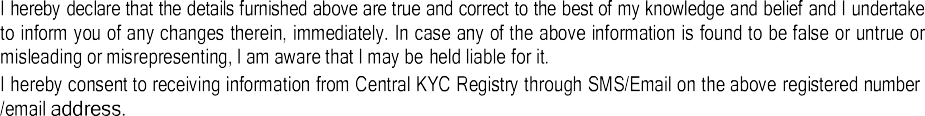 I hereby declare that the details furnished above are true and correct to the best of my knowledge and belief and I undertake
to inform you of any changes therein, immediately. In case any of the above information is found to be false or untrue or
misleading or misrepresenting, I am aware that I may be held liable for it.
I hereby consent to receiving information from Central KYC Registry through SMS/Email on the above registered number
/email address.